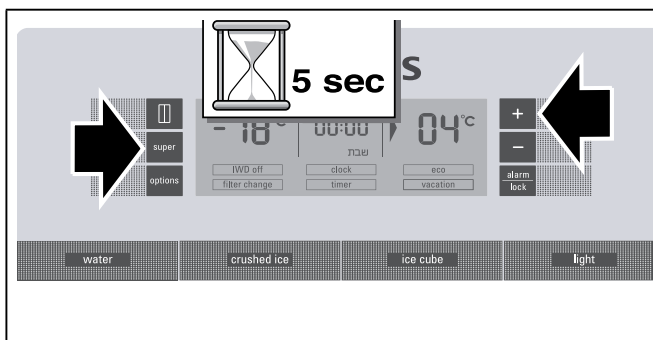 5 sec
S
super
options
- 18°C
00:00
04°C
שבת
IWD off
clock
eco
filter change
timer
vacation
+
-
alarm
lock
water
crushed ice
ice cube
light